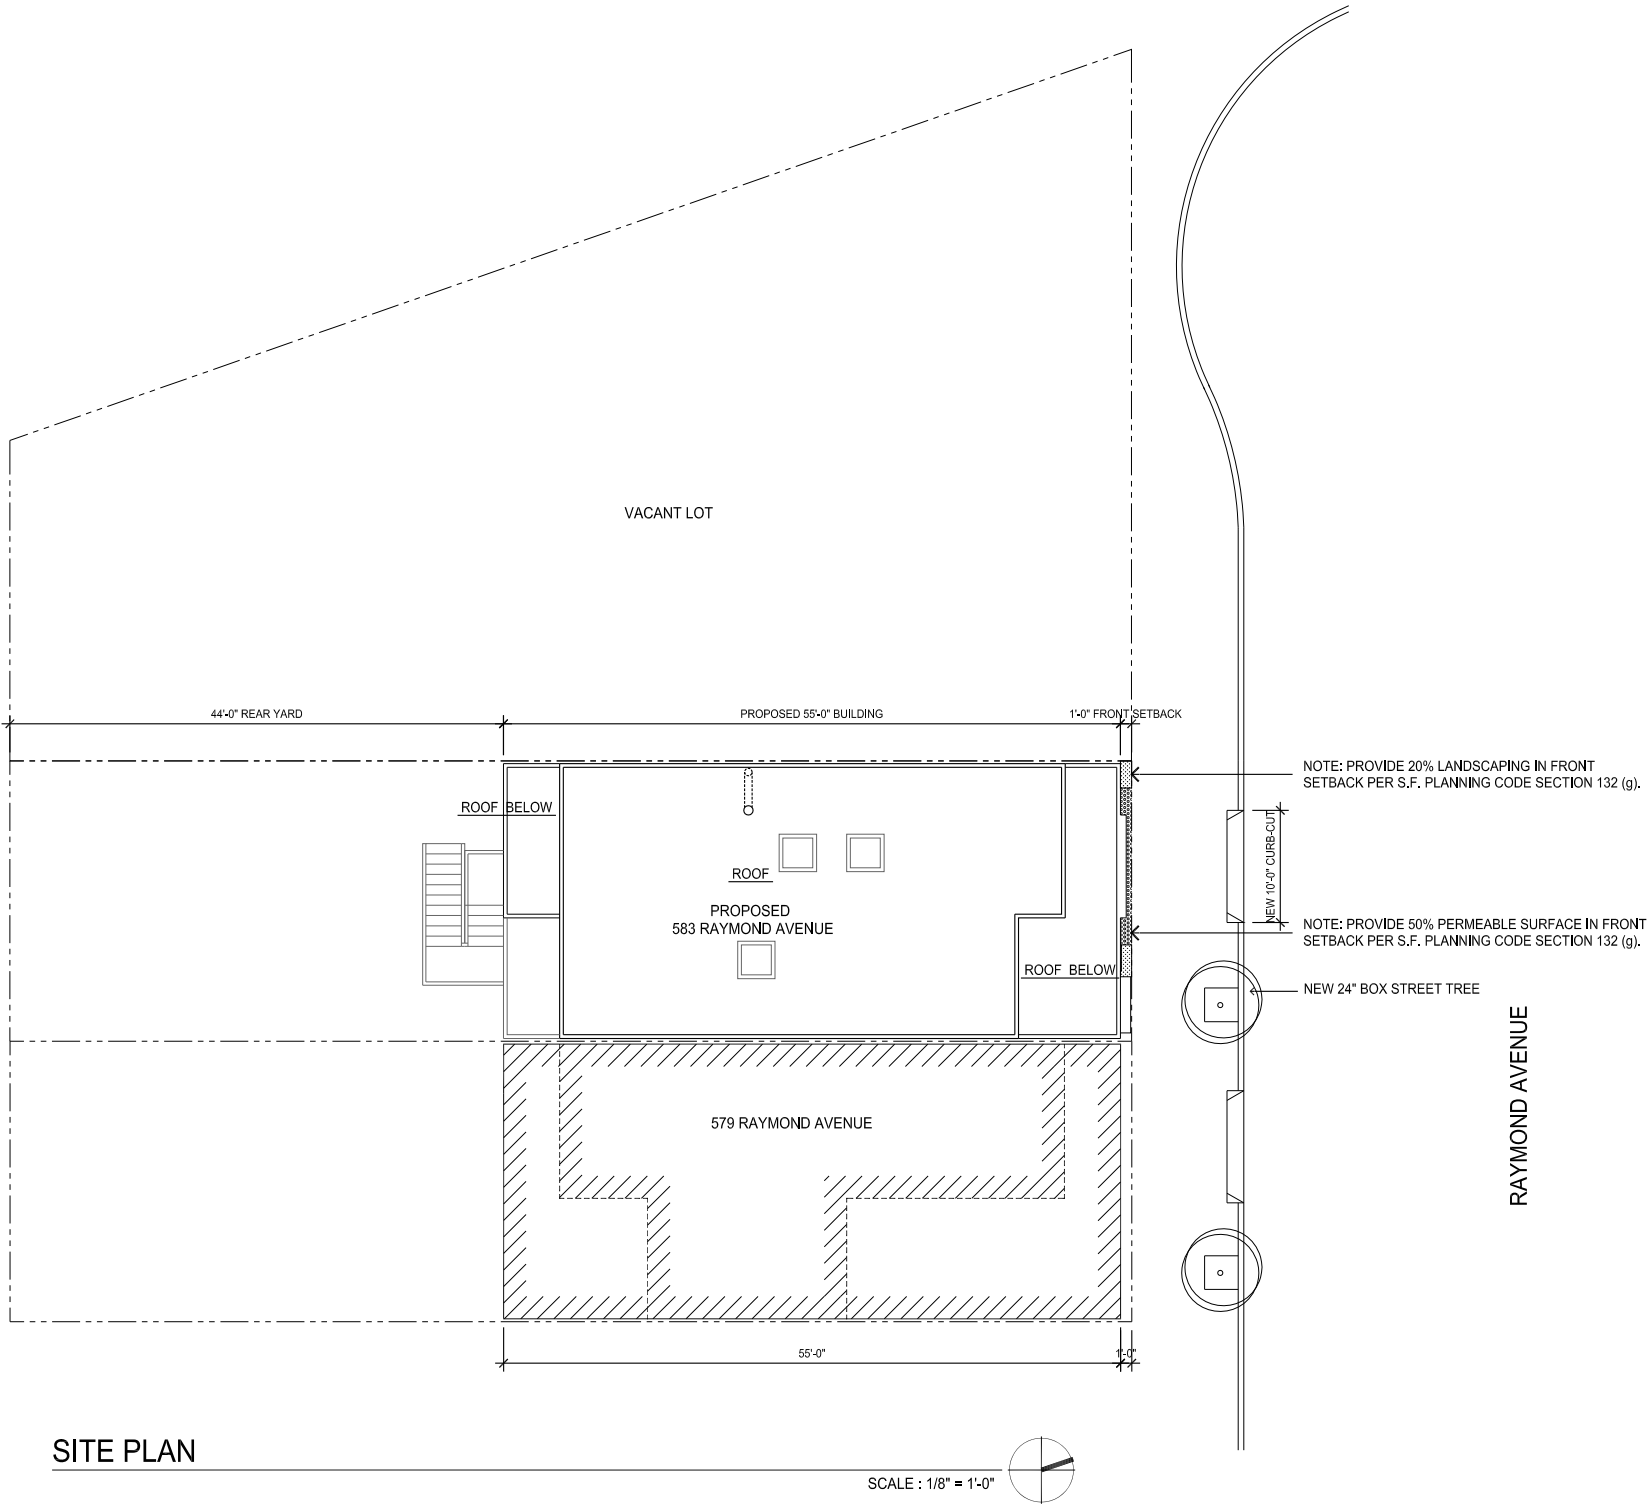 VACANT LOT
44'-0" REAR YARD
PROPOSED 55'-0" BUILDING
1'-0" FRONT SETBACK
NOTE: PROVIDE 20% LANDSCAPING IN FRONT
SETBACK PER S.F. PLANNING CODE SECTION 132 (g).
ROOF BELOW
NEW 10'-0" CURB-CUT
ROOF
PROPOSED
583 RAYMOND AVENUE
NOTE: PROVIDE 50% PERMEABLE SURFACE IN FRONT
SETBACK PER S.F. PLANNING CODE SECTION 132 (g).
ROOF BELOW
NEW 24" BOX STREET TREE
RAYMOND AVENUE
579 RAYMOND AVENUE
55'-0"
1'-0"
SITE PLAN
SCALE : 1/8" = 1'-0"